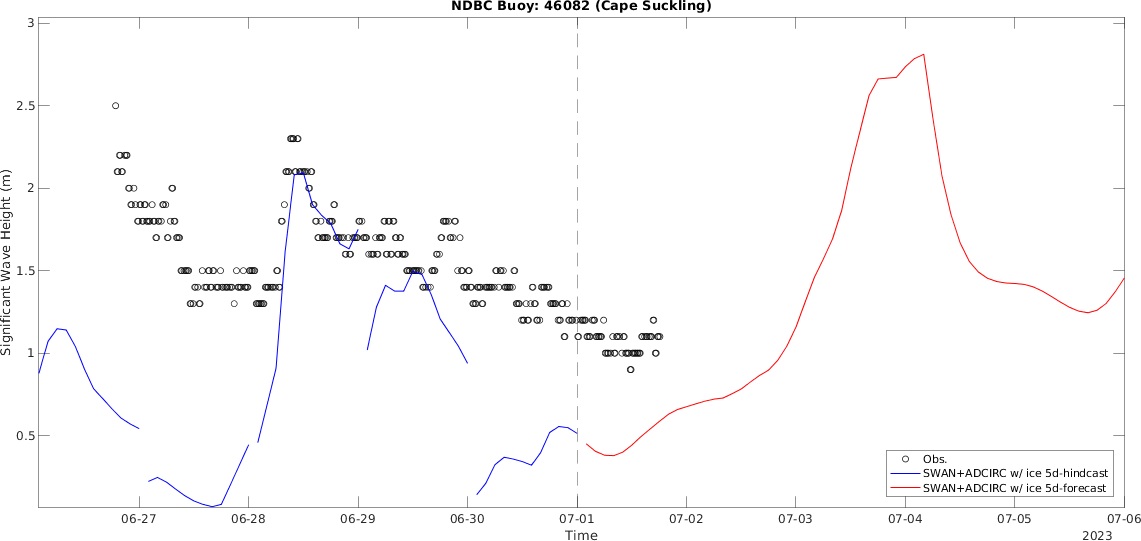 NDBC Buoy: 46082 (Cape Suckling)
3
2.5
2
1.5
1
0.5
Significant Wave Height (m)
Obs.
SWAN+ADCIRC w/ ice 5d-hindcast
SWAN+ADCIRC w/ ice 5d-forecast
06-27
06-28
06-29
06-30
07-01
07-02
07-03
07-04
07-05
07-06
Time
2023